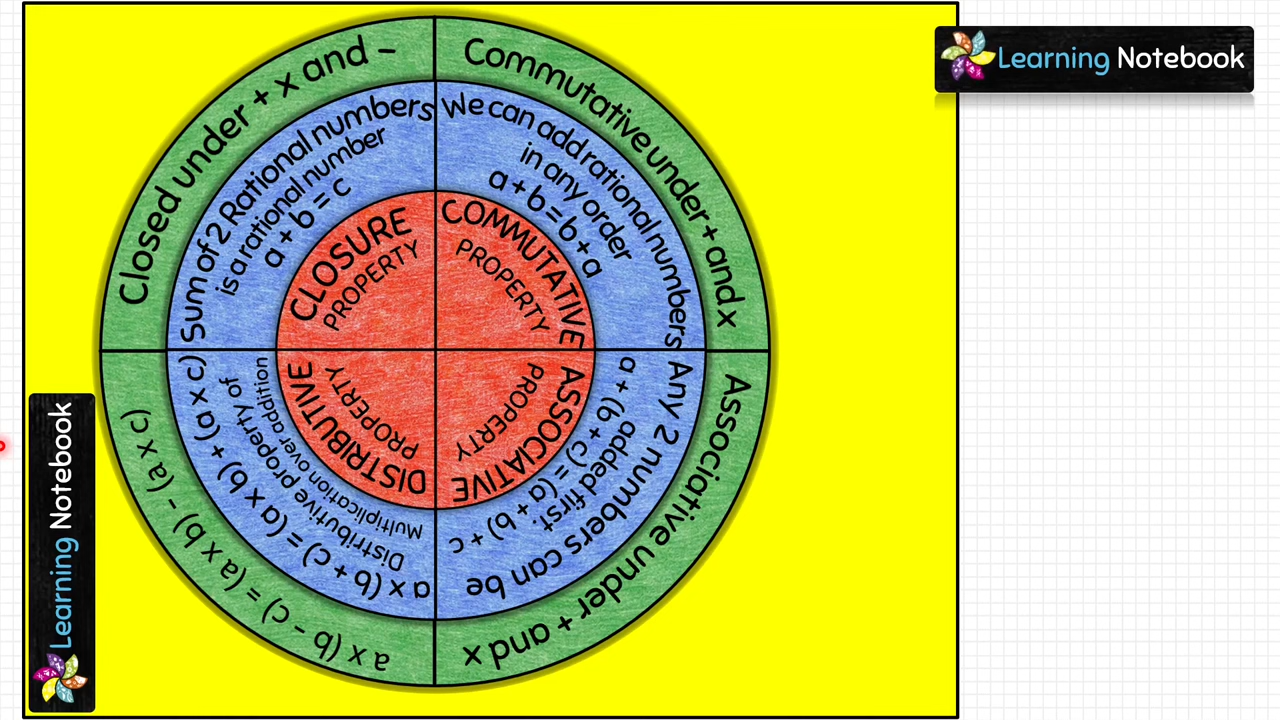 Closed under + x and −
Sum of 2 Rational numbers
is a rational number
a + b = c
CLOSURE
PROPERTY
Commutative under + and x
We can add rational numbers
in any order
a + b = b + a
COMMUTATIVE
PROPERTY
Associative under + and x
Any 2 numbers can be
added first.
a + (b + c) = (a + b) + c
ASSOCIATIVE
PROPERTY
a x (b − c) = (a x b) − (a x c)
a x (b + c) = (a x b) + (a x c)
Distributive property of
Multiplication over addition
DISTRIBUTIVE
PROPERTY
Learning Notebook
Learning Notebook